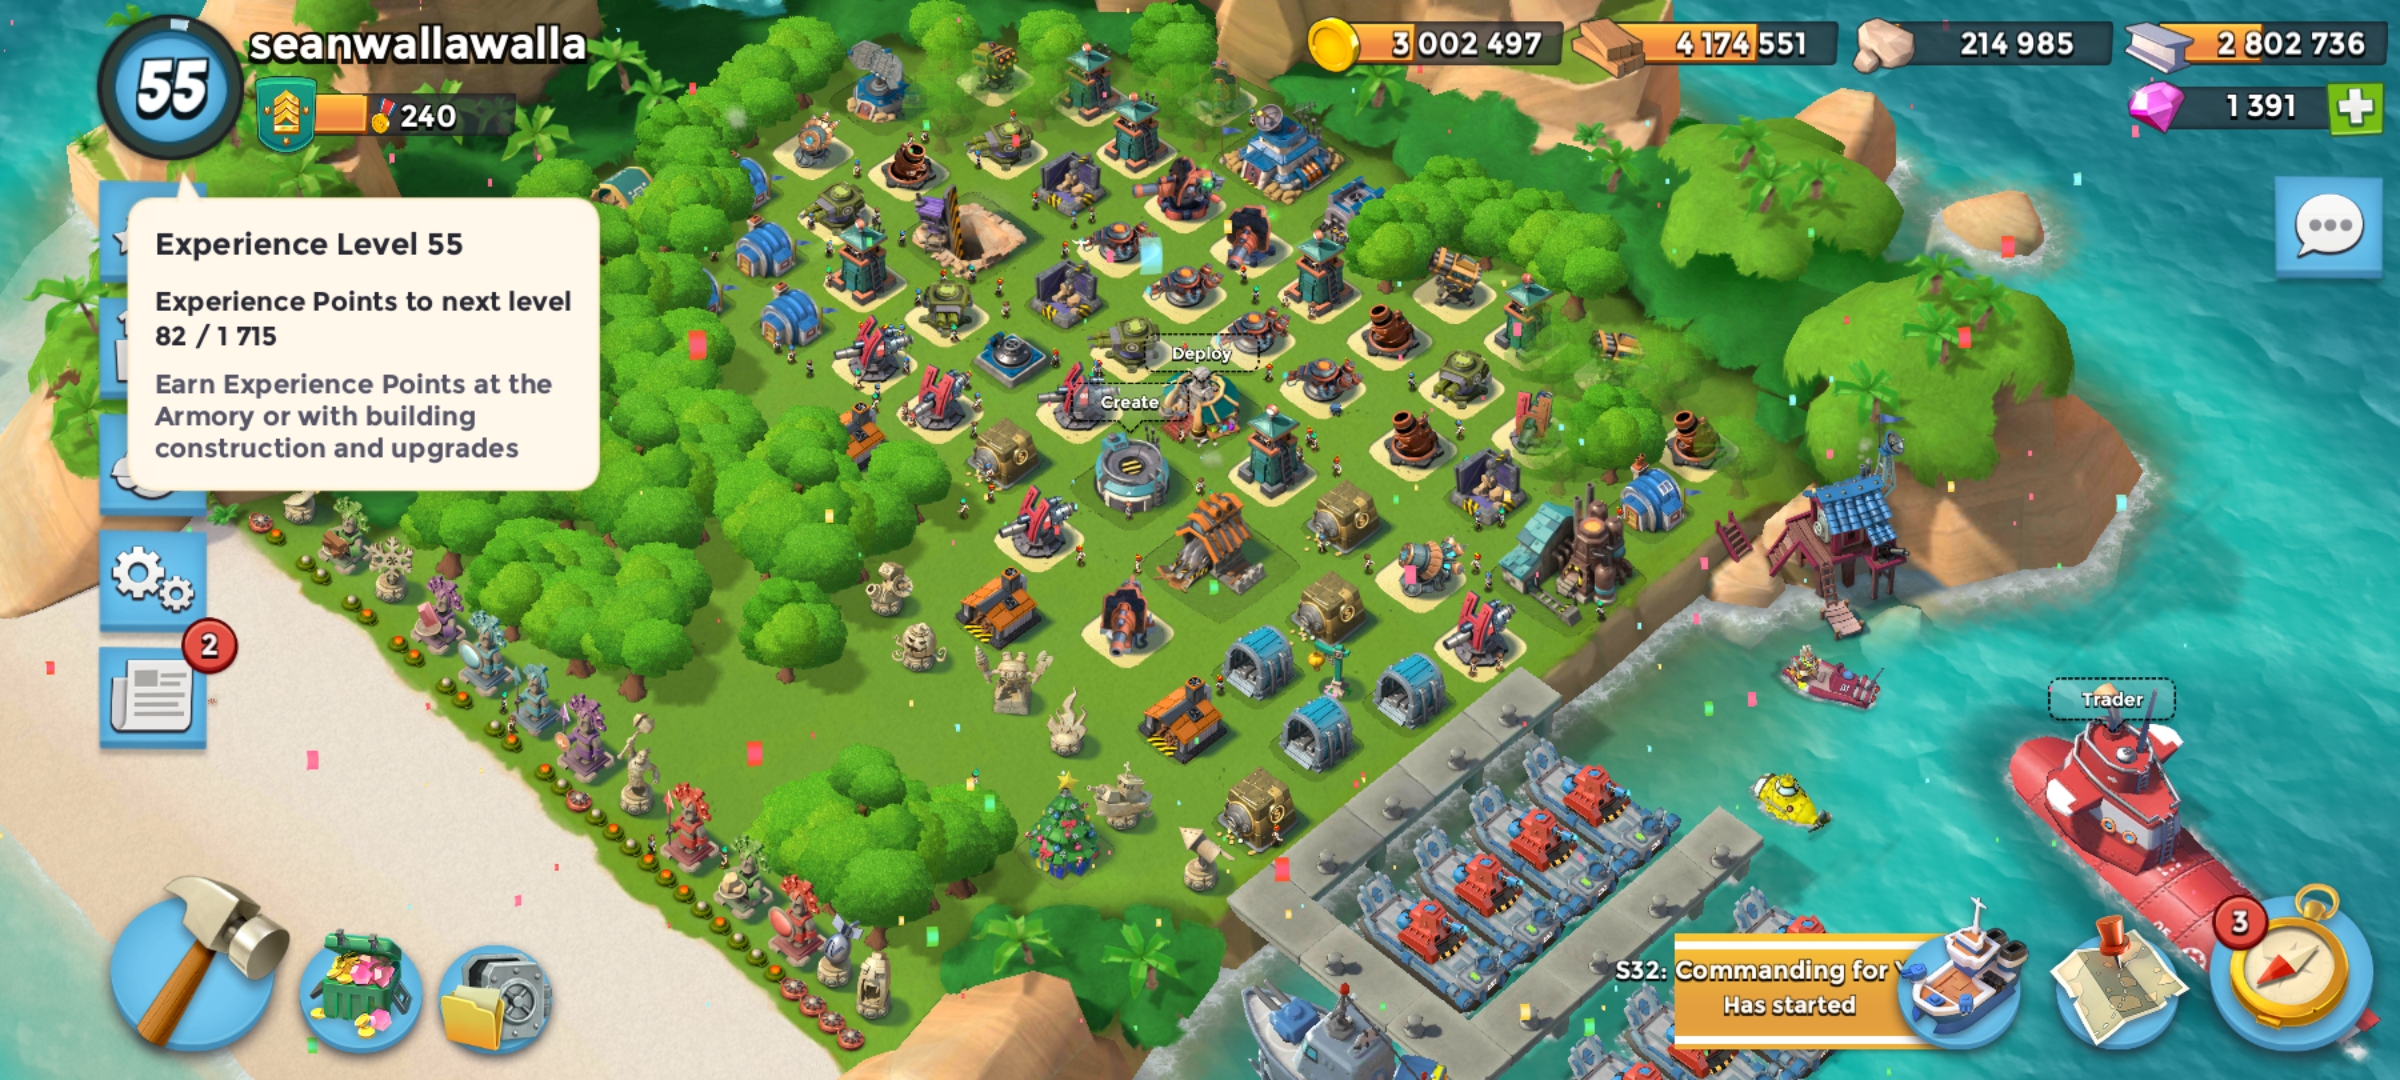 55
seanwallawalla
240
3 002 497
4 174 551
214 985
2 802 736
1 391
Experience Level 55
Experience Points to next level
82 / 1 715
Earn Experience Points at the
Armory or with building
construction and upgrades
Deploy
Create
2
Trader
3
S32: Commanding for
Has started